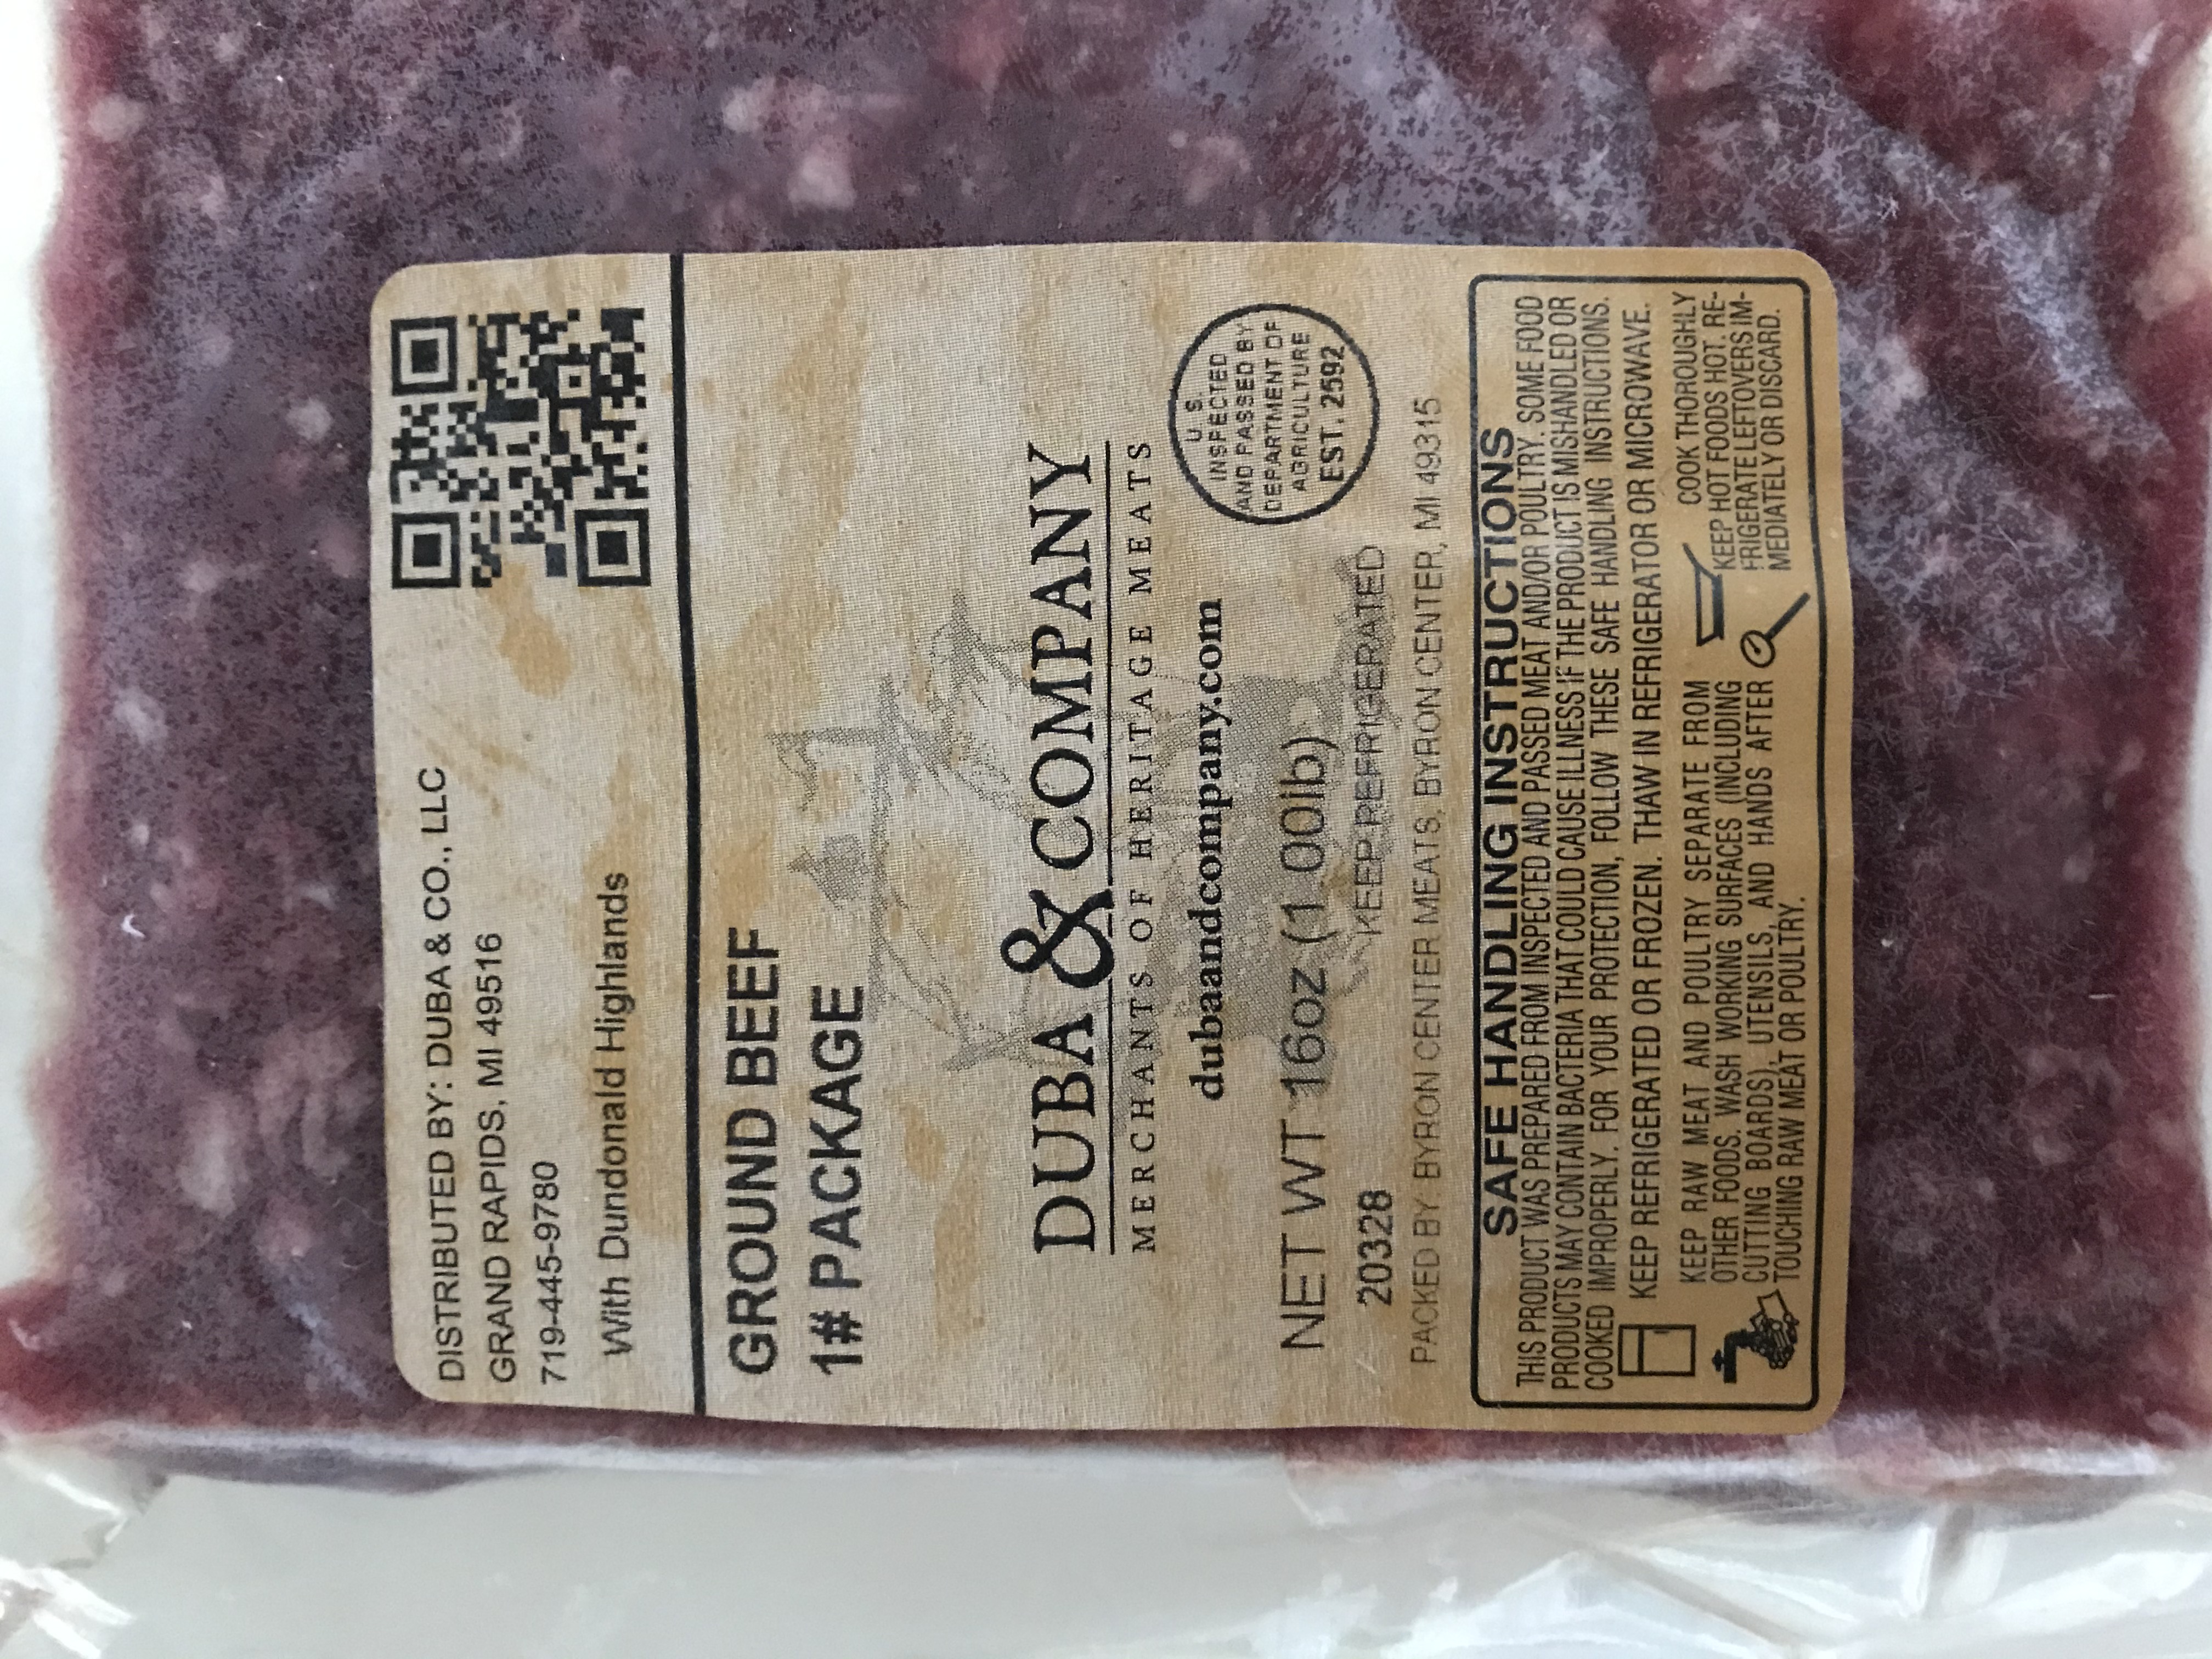 DISTRIBUTED BY: DUBA & CO., LLC
GRAND RAPIDS, MI 49516
719-445-9780
With Dundonald Highlands
GROUND BEEF
1# PACKAGE
DUBA & COMPANY
MERCHANTS OF HERITAGE MEATS
dubaandcompany.com
NET WT 16oz (1.00lb)
20328
KEEP REFRIGERATED
PACKED BY: BYRON CENTER MEATS, BYRON CENTER, MI 49315
U.S.
INSPECTED
AND PASSED BY
DEPARTMENT OF
AGRICULTURE
EST. 2592
SAFE HANDLING INSTRUCTIONS
THIS PRODUCT WAS PREPARED FROM INSPECTED AND PASSED MEAT AND/OR POULTRY. SOME FOOD
PRODUCTS MAY CONTAIN BACTERIA THAT COULD CAUSE ILLNESS IF THE PRODUCT IS MISHANDLED OR
COOKED IMPROPERLY. FOR YOUR PROTECTION, FOLLOW THESE SAFE HANDLING INSTRUCTIONS.
KEEP REFRIGERATED OR FROZEN. THAW IN REFRIGERATOR OR MICROWAVE.
KEEP RAW MEAT AND POULTRY SEPARATE FROM
OTHER FOODS. WASH WORKING SURFACES (INCLUDING
CUTTING BOARDS), UTENSILS, AND HANDS AFTER
TOUCHING RAW MEAT OR POULTRY.
COOK THOROUGHLY
KEEP HOT FOODS HOT. RE-
FRIGERATE LEFTOVERS IM-
MEDIATELY OR DISCARD.